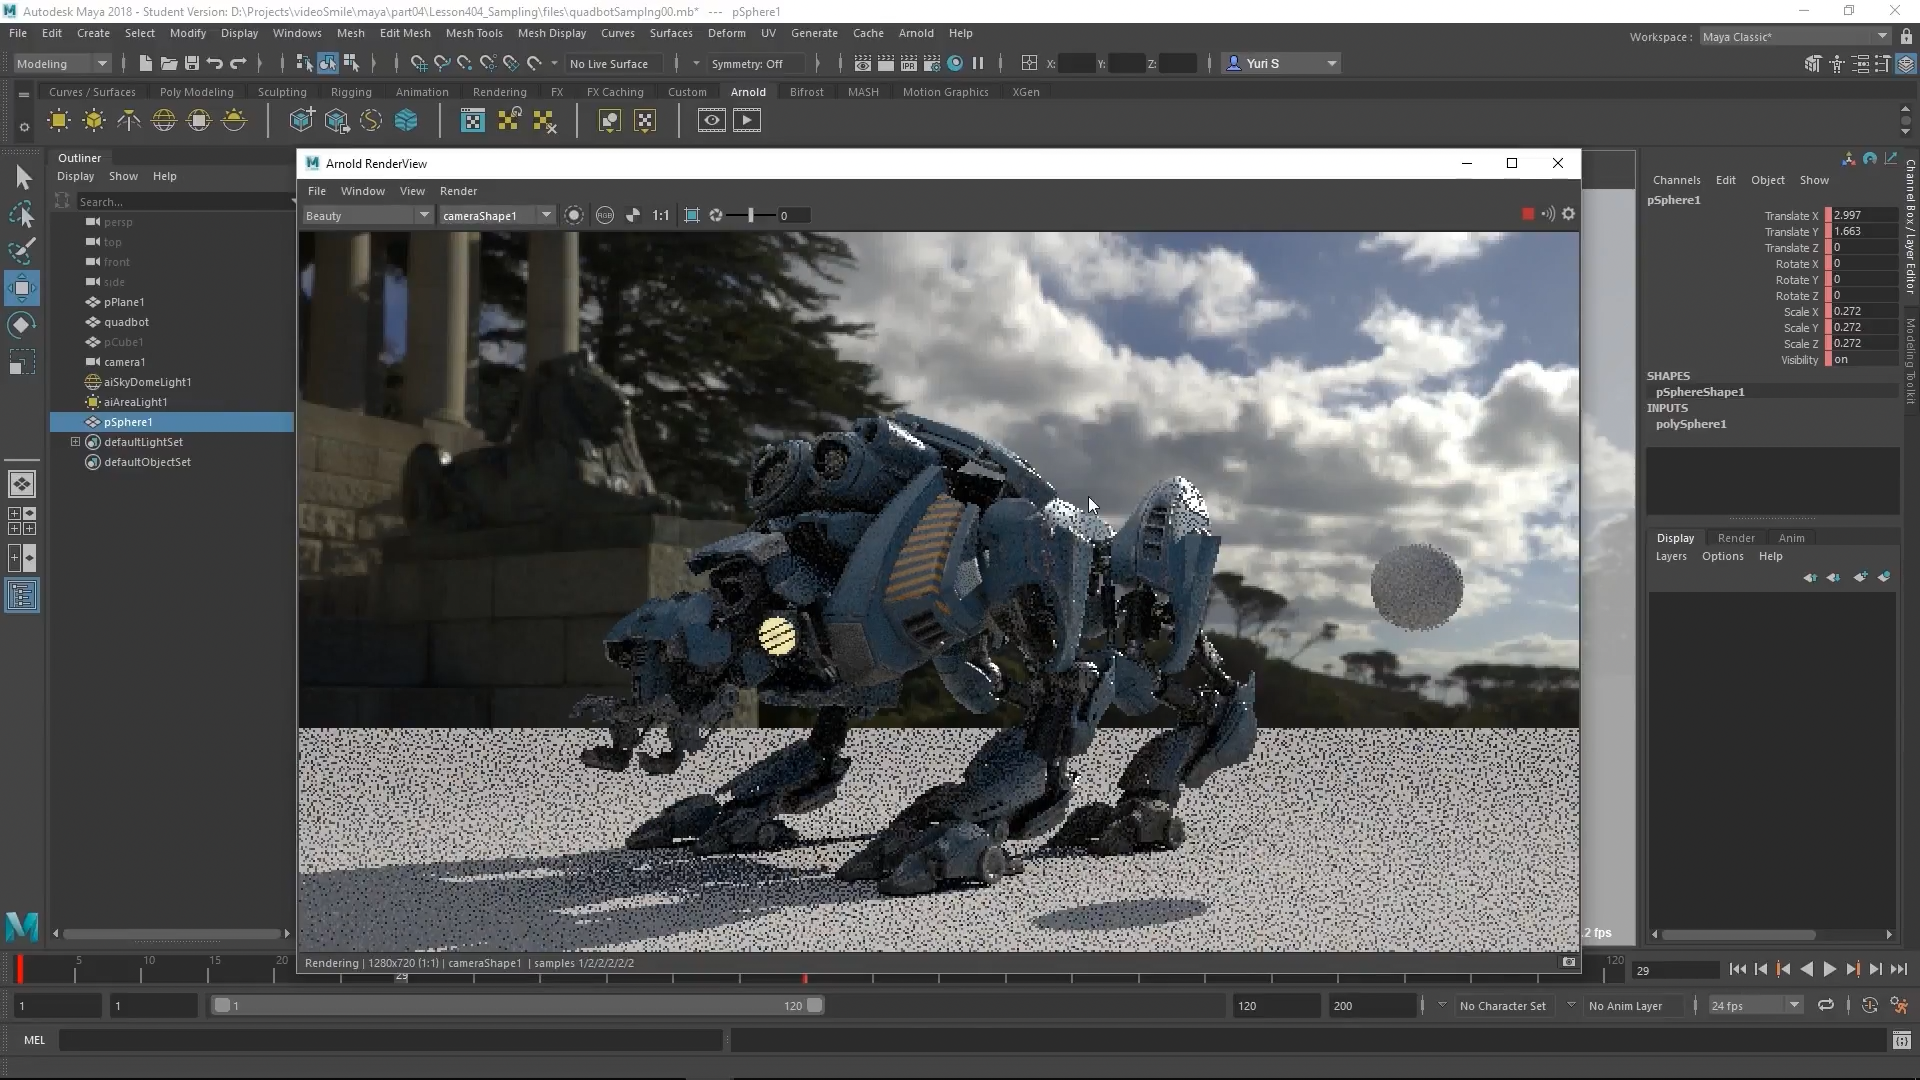 Autodesk Maya 2018 - Student Version: D:\Projects\videoSmile\maya\part04\Lesson404_Sampling\files\quadbotSamplng00.mb*  ---  pSphere1
File Edit Create Select Modify Display Windows Mesh Edit Mesh Mesh Tools Mesh Display Curves Surfaces Deform UV Generate Cache Arnold Help
Workspace : Maya Classic*
Modeling No Live Surface Symmetry: Off IPR X: Y: Z: Yuri S
Curves / Surfaces Poly Modeling Sculpting Rigging Animation Rendering FX FX Caching Custom Arnold Bifrost MASH Motion Graphics XGen
Outliner
Display Show Help
Search...
persp
top
front
side
pPlane1
quadbot
pCube1
camera1
aiSkyDomeLight1
aiAreaLight1
pSphere1
defaultLightSet
defaultObjectSet
Arnold RenderView
File Window View Render
Beauty cameraShape1 RGB 1:1 0
Rendering | 1280x720 (1:1) | cameraShape1 | samples 1/2/2/2/2/2
.2 fps
Channels Edit Object Show
pSphere1
Translate X 2.997
Translate Y 1.663
Translate Z 0
Rotate X 0
Rotate Y 0
Rotate Z 0
Scale X 0.272
Scale Y 0.272
Scale Z 0.272
Visibility on
SHAPES
pSphereShape1
INPUTS
polySphere1
Display Render Anim
Layers Options Help
Channel Box / Layer Editor
Modeling Toolkit
5 10 15 20 29 120 29
1 1 1 120 120 200 No Character Set No Anim Layer 24 fps
MEL